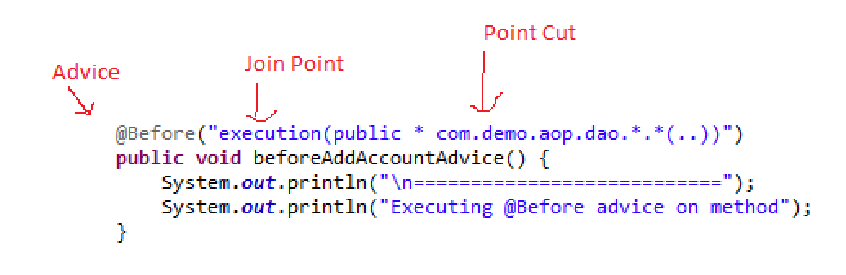 Point Cut
Join Point
Advice
@Before("execution(public * com.demo.aop.dao.*.*(..))")
public void beforeAddAccountAdvice() {
System.out.println("\n===========================");
System.out.println("Executing @Before advice on method");
}